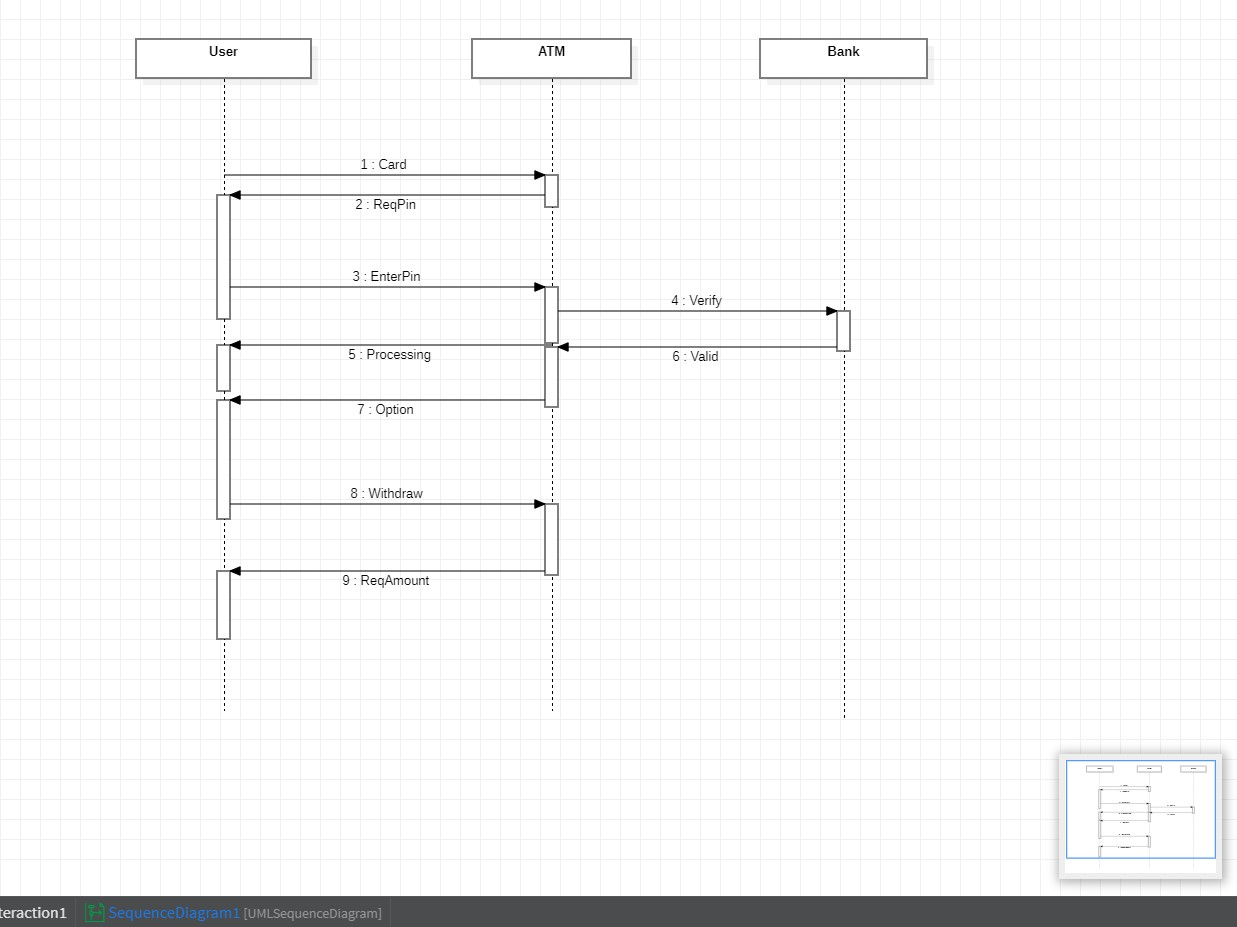 User
ATM
Bank
1 : Card
2 : ReqPin
3 : EnterPin
4 : Verify
5 : Processing
6 : Valid
7 : Option
8 : Withdraw
9 : ReqAmount
teraction1
SequenceDiagram1 [UMLSequenceDiagram]